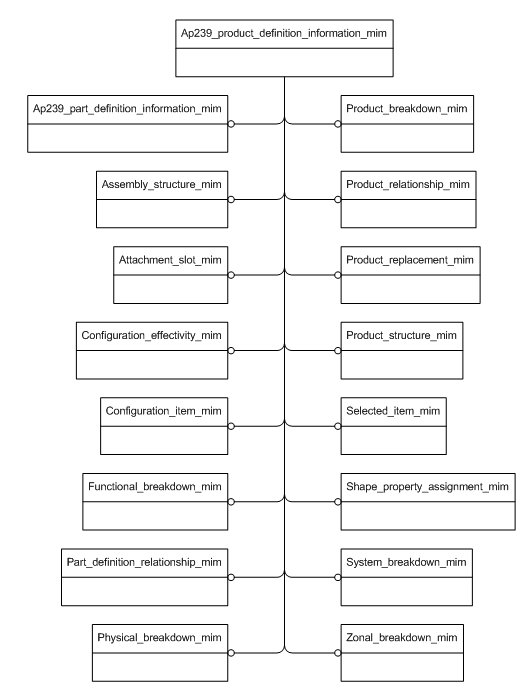 Ap239_product_definition_information_mim
Ap239_part_definition_information_mim
Product_breakdown_mim
Assembly_structure_mim
Product_relationship_mim
Attachment_slot_mim
Product_replacement_mim
Configuration_effectivity_mim
Product_structure_mim
Configuration_item_mim
Selected_item_mim
Functional_breakdown_mim
Shape_property_assignment_mim
Part_definition_relationship_mim
System_breakdown_mim
Physical_breakdown_mim
Zonal_breakdown_mim